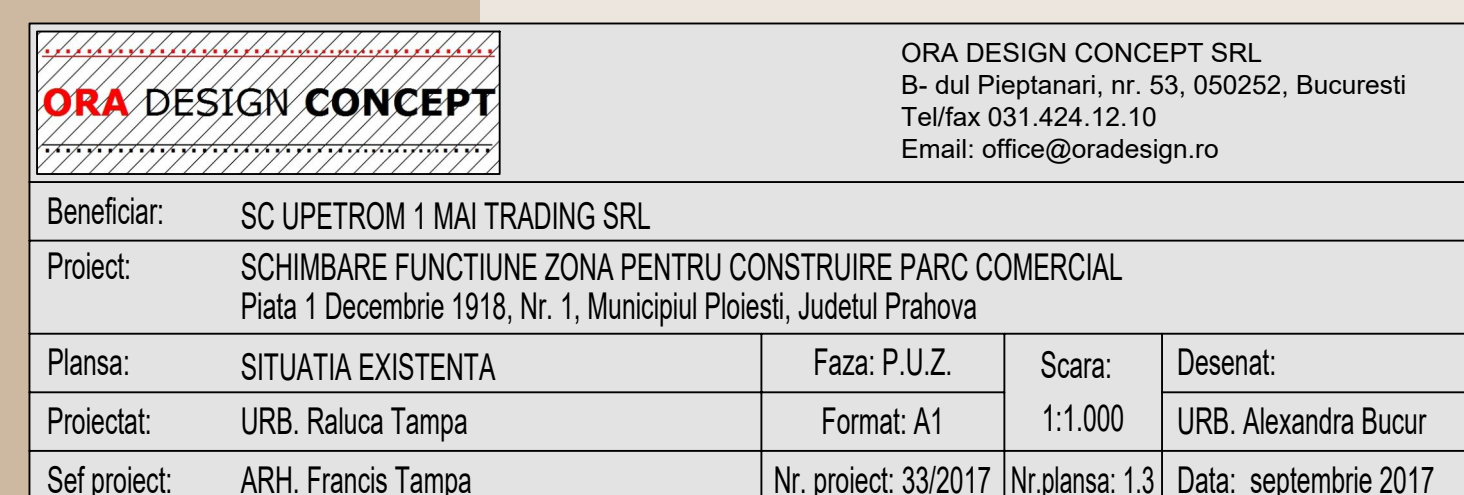 ORA DESIGN CONCEPT
ORA DESIGN CONCEPT SRL
B- dul Pieptanari, nr. 53, 050252, Bucuresti
Tel/fax 031.424.12.10
Email: office@oradesign.ro
Beneficiar: SC UPETROM 1 MAI TRADING SRL
Proiect: SCHIMBARE FUNCTIUNE ZONA PENTRU CONSTRUIRE PARC COMERCIAL
Piata 1 Decembrie 1918, Nr. 1, Municipiul Ploiesti, Judetul Prahova
Plansa: SITUATIA EXISTENTA Faza: P.U.Z. Scara: Desenat:
Proiectat: URB. Raluca Tampa Format: A1 1:1.000 URB. Alexandra Bucur
Sef proiect: ARH. Francis Tampa Nr. proiect: 33/2017 Nr.plansa: 1.3 Data: septembrie 2017